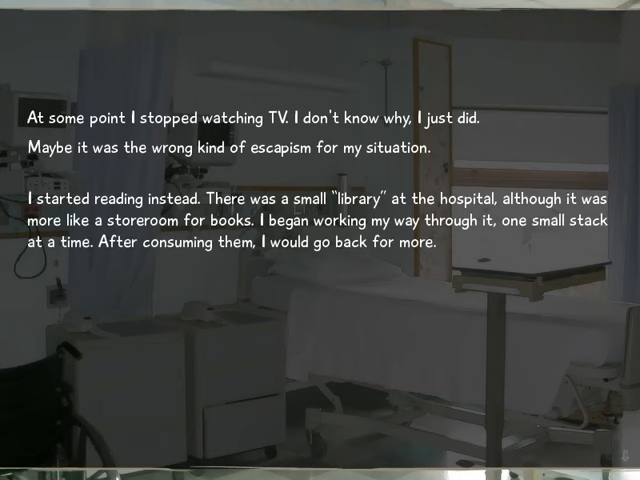 At some point I stopped watching TV. I don't know why, I just did.
Maybe it was the wrong kind of escapism for my situation.
I started reading instead. There was a small "library" at the hospital, although it was
more like a storeroom for books. I began working my way through it, one small stack
at a time. After consuming them, I would go back for more.